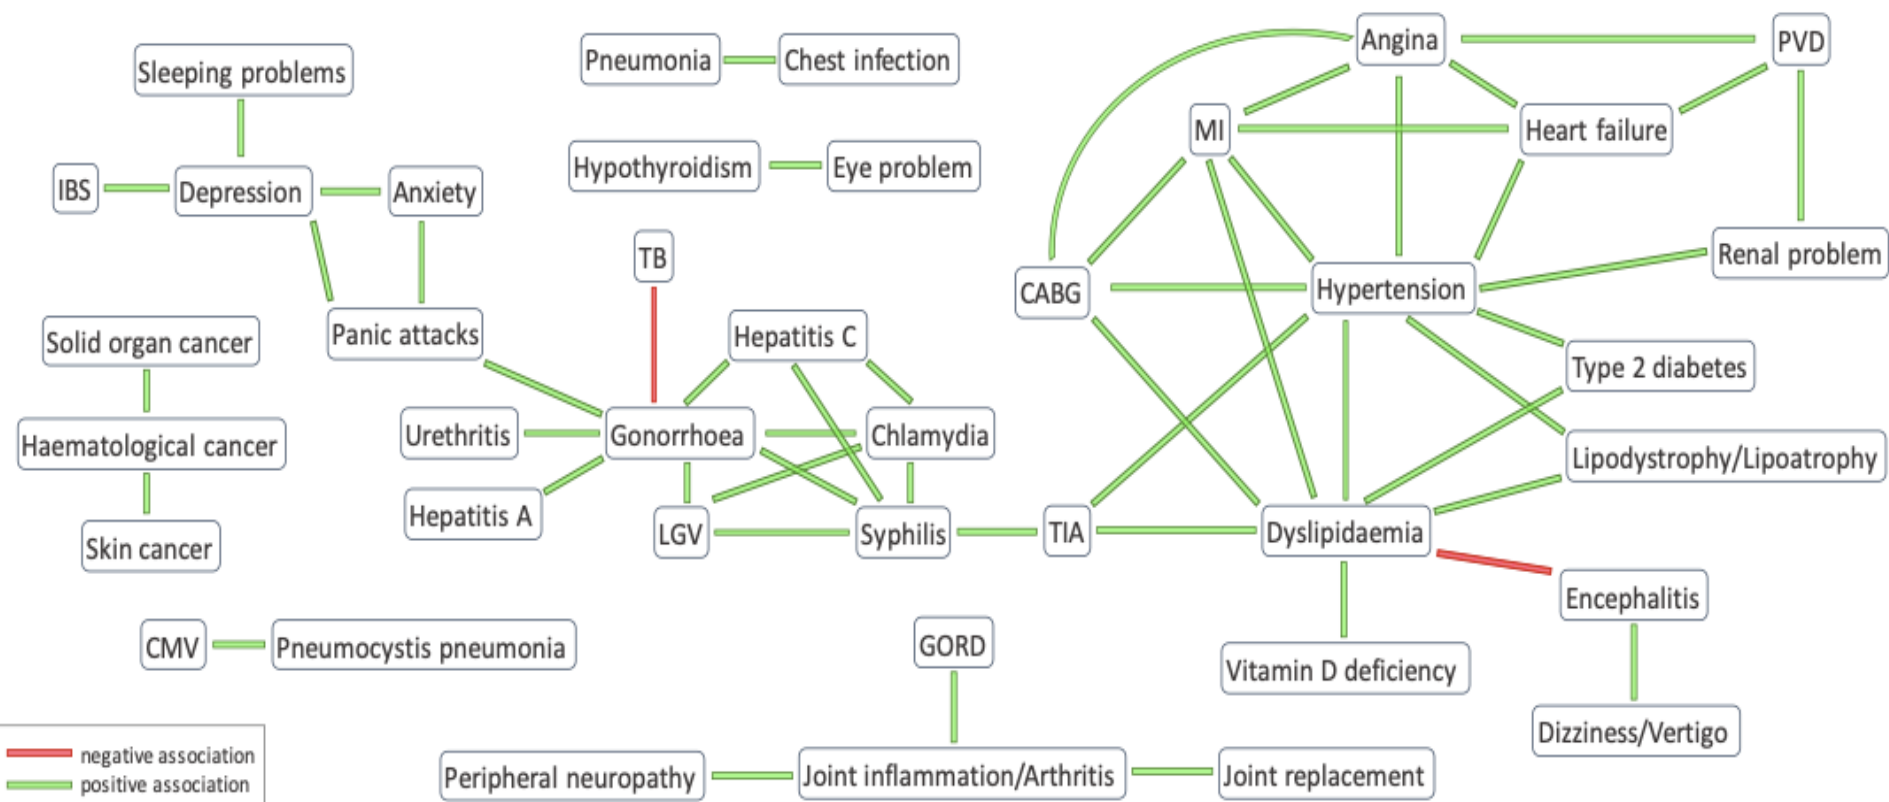 Angina
PVD
Sleeping problems
Pneumonia
Chest infection
MI
Heart failure
IBS
Depression
Anxiety
Hypothyroidism
Eye problem
TB
Renal problem
CABG
Hypertension
Solid organ cancer
Panic attacks
Hepatitis C
Type 2 diabetes
Haematological cancer
Urethritis
Gonorrhoea
Chlamydia
Lipodystrophy/Lipoatrophy
Hepatitis A
LGV
Syphilis
TIA
Dyslipidaemia
Skin cancer
Encephalitis
CMV
Pneumocystis pneumonia
GORD
Vitamin D deficiency
Dizziness/Vertigo
negative association
positive association
Peripheral neuropathy
Joint inflammation/Arthritis
Joint replacement